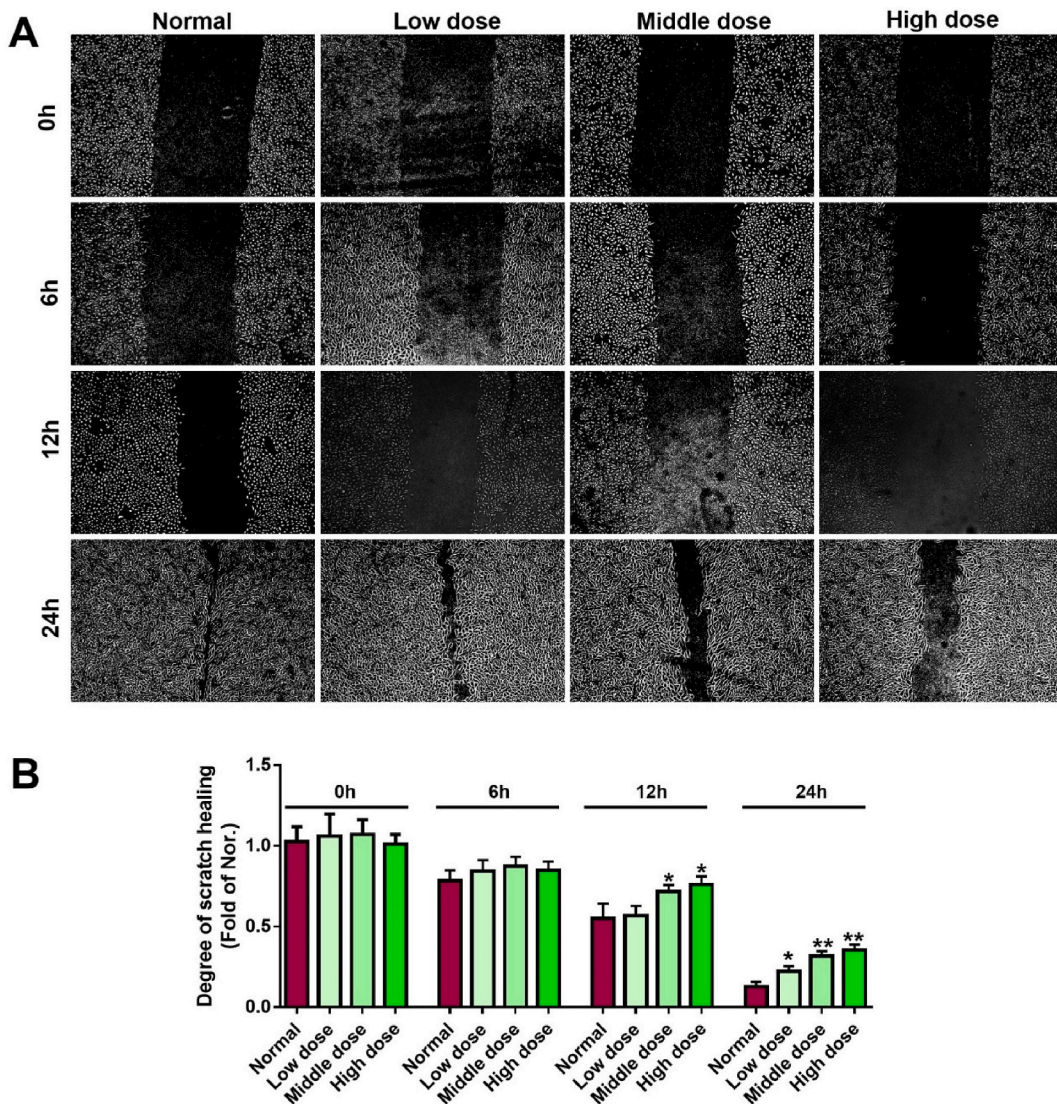 A
Normal Low dose Middle dose High dose
0h
6h
12h
24h
B
Degree of scratch healing
(Fold of Nor.)
1.5
1.0
0.5
0.0
0h 6h 12h 24h
* * * ** **
Normal Low dose Middle dose High dose Normal Low dose Middle dose High dose Normal Low dose Middle dose High dose Normal Low dose Middle dose High dose